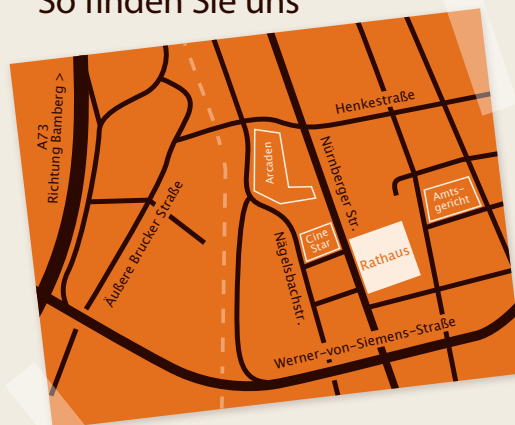 So finden Sie uns
A73
Richtung Bamberg >
Henkestraße
Arcaden
Nürnberger Str.
Amts-
gericht
Äußere Brucker Straße
Cine
Star
Rathaus
Nägelsbachstr.
Werner-von-Siemens-Straße